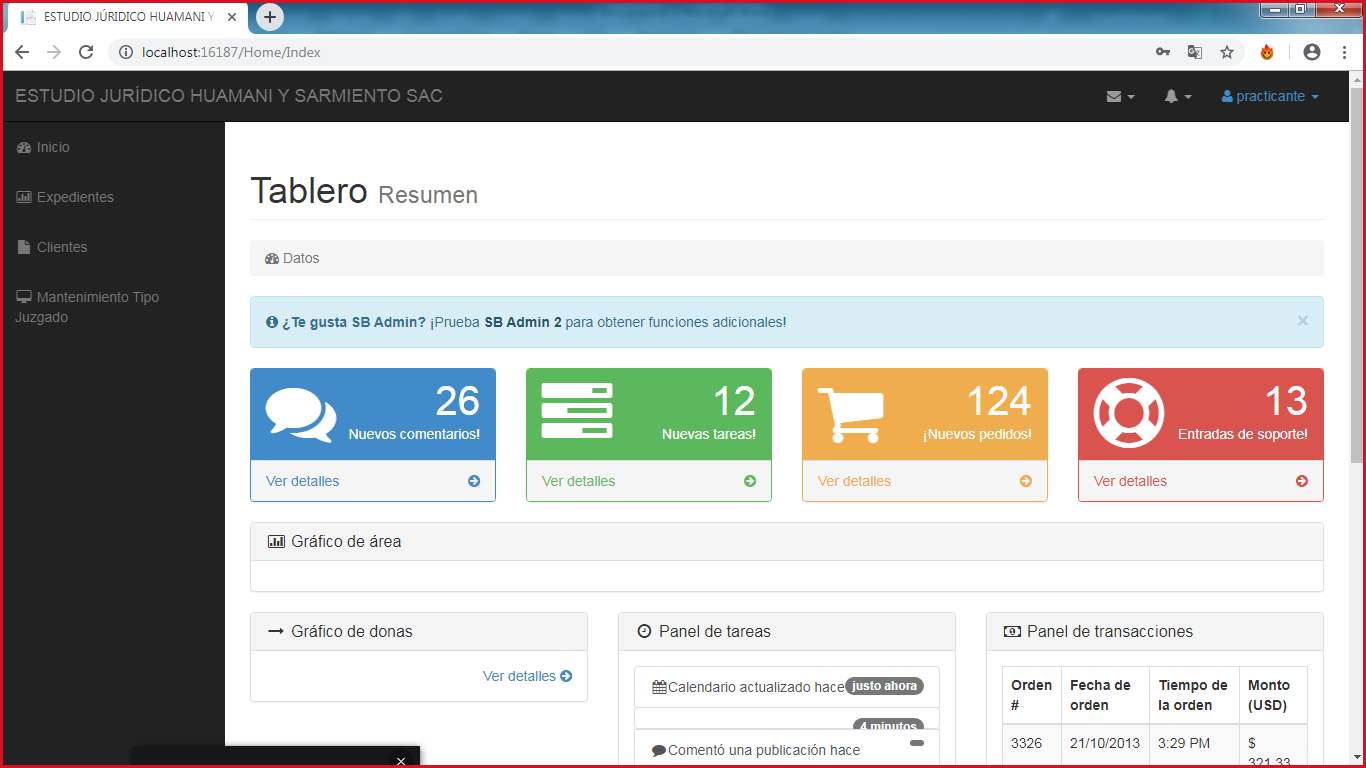 ESTUDIO JÚRIDICO HUAMANI Y
localhost:16187/Home/Index
ESTUDIO JURÍDICO HUAMANI Y SARMIENTO SAC
practicante
Inicio
Expedientes
Clientes
Mantenimiento Tipo
Juzgado
Tablero Resumen
Datos
¿Te gusta SB Admin? ¡Prueba SB Admin 2 para obtener funciones adicionales!
26
Nuevos comentarios!
Ver detalles
12
Nuevas tareas!
Ver detalles
124
¡Nuevos pedidos!
Ver detalles
13
Entradas de soporte!
Ver detalles
Gráfico de área
Gráfico de donas
Ver detalles
Panel de tareas
Calendario actualizado hace justo ahora
4 minutos
Comentó una publicación hace
Panel de transacciones
Orden # Fecha de orden Tiempo de la orden Monto (USD)
3326 21/10/2013 3:29 PM $ 321.33